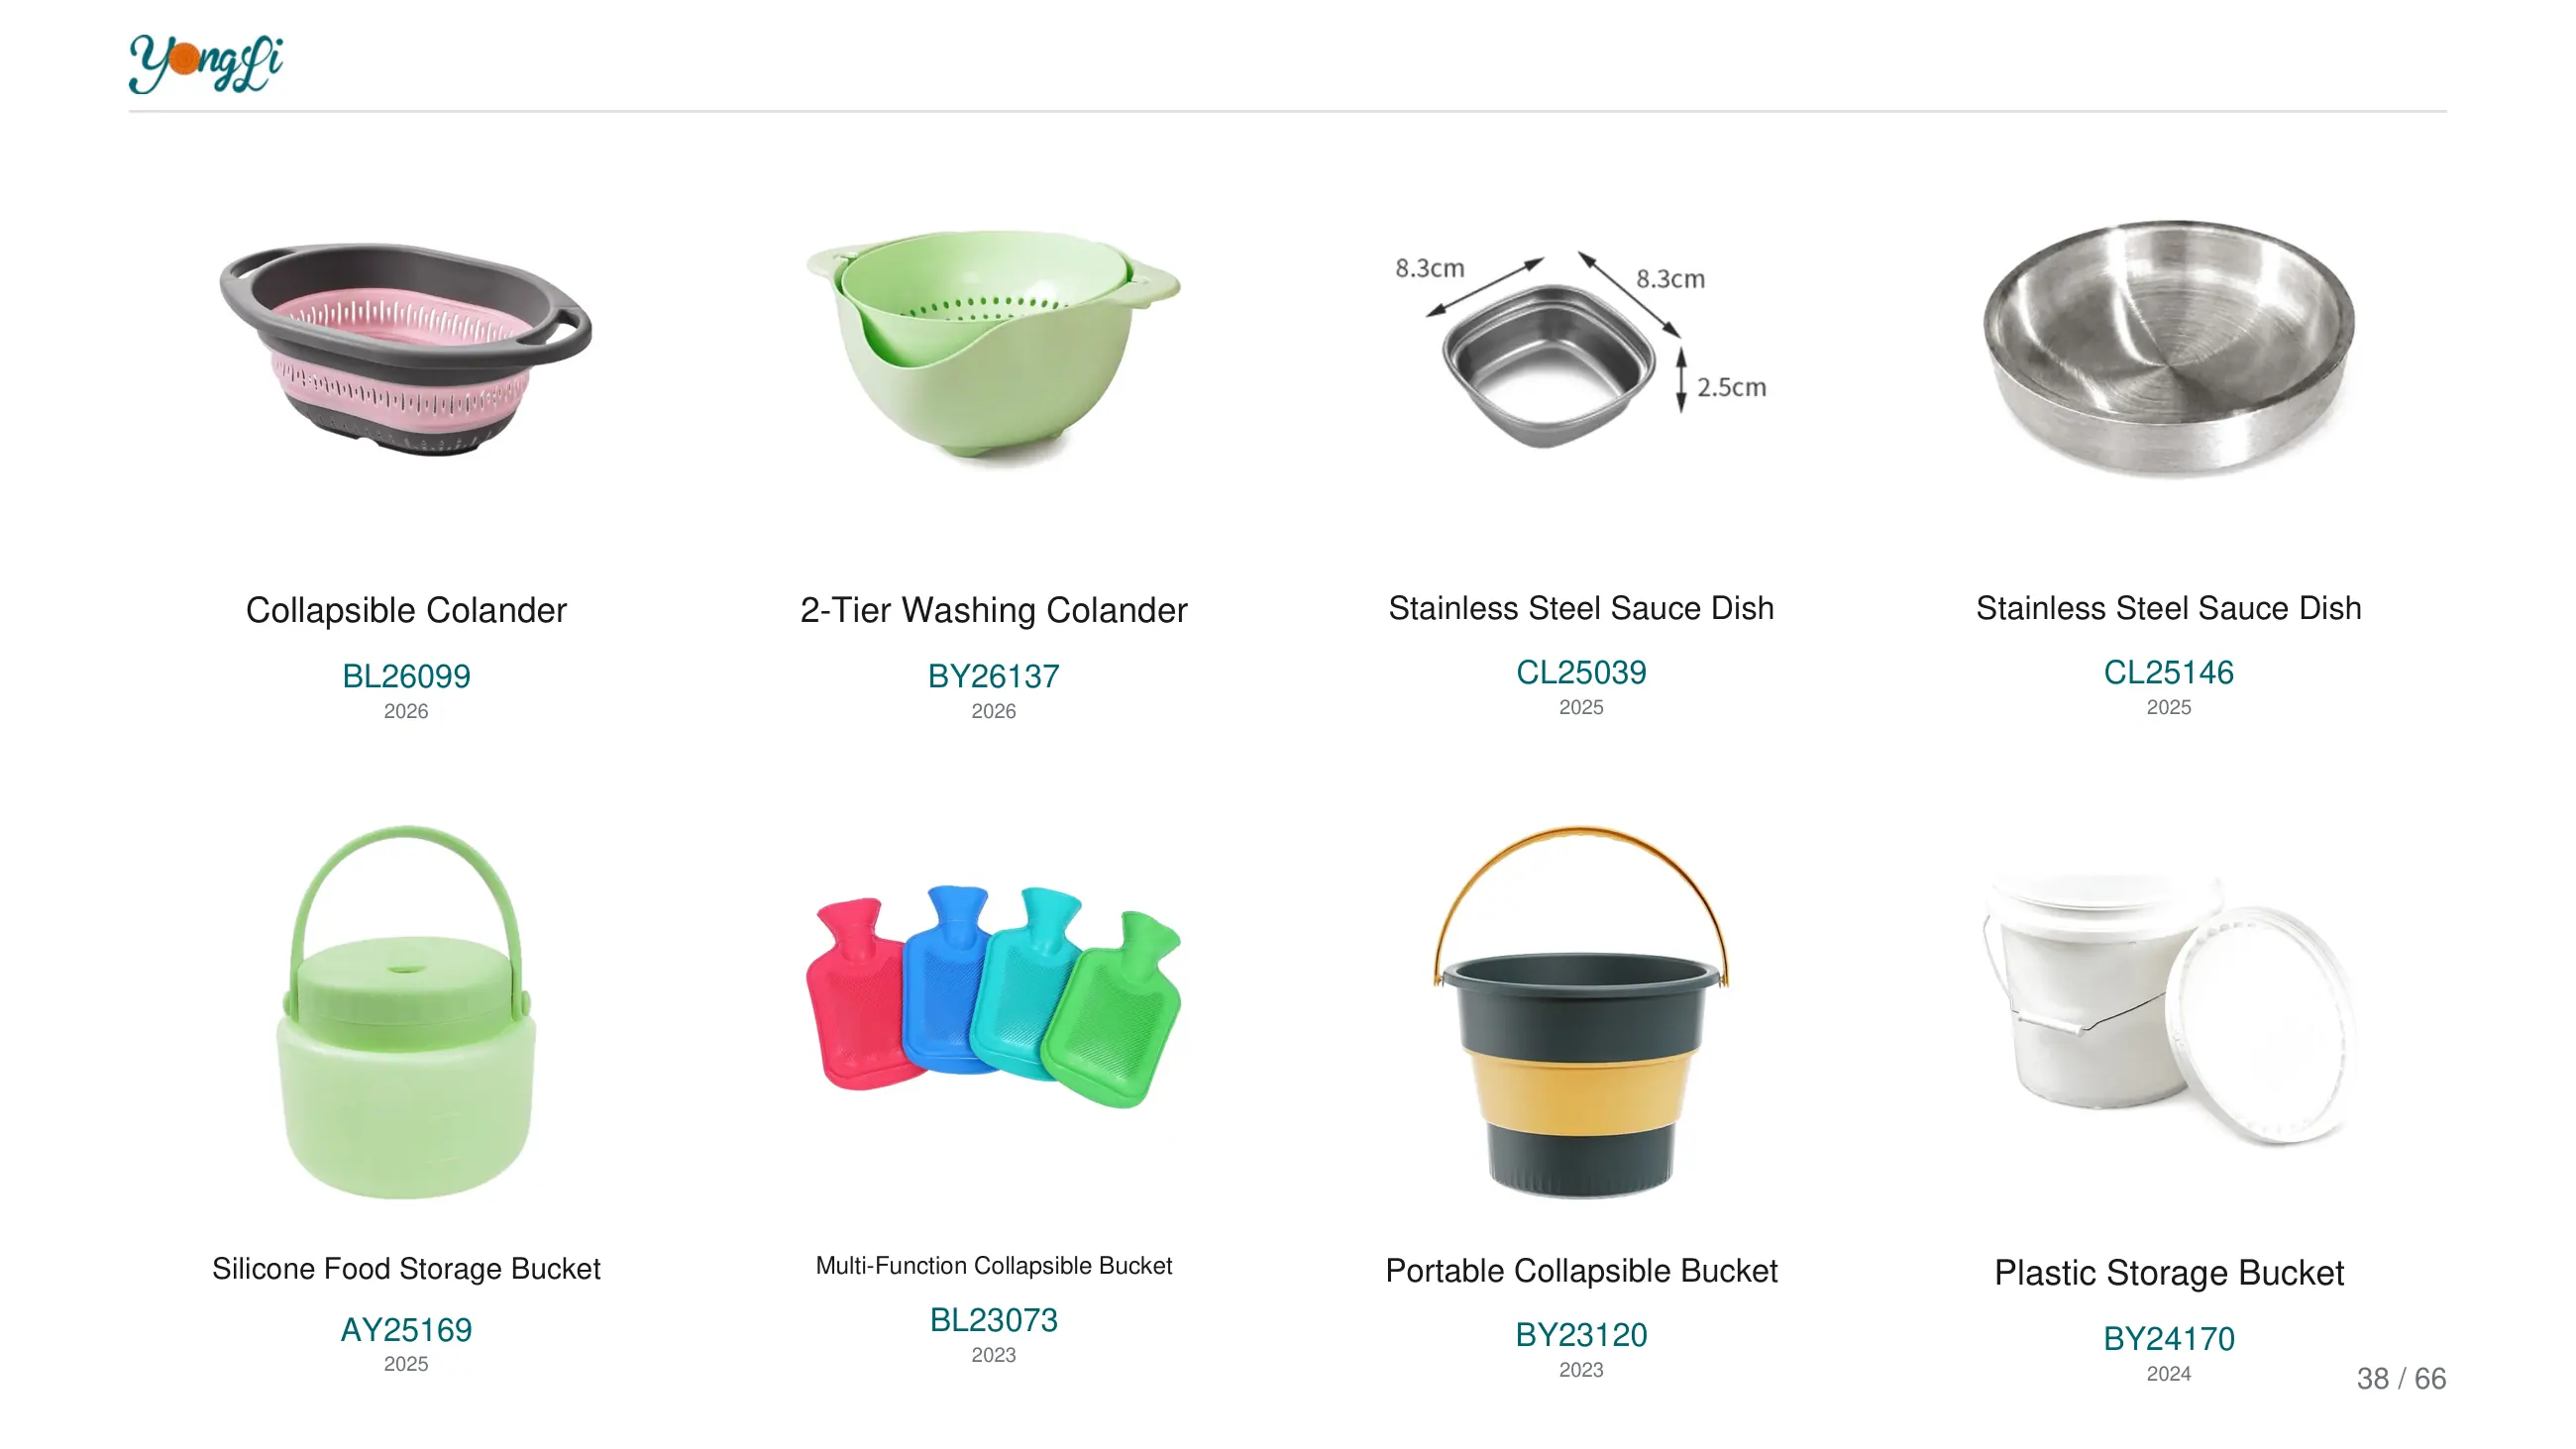 YongLi
8.3cm
8.3cm
2.5cm
Collapsible Colander
BL26099
2026
2-Tier Washing Colander
BY26137
2026
Stainless Steel Sauce Dish
CL25039
2025
Stainless Steel Sauce Dish
CL25146
2025
Silicone Food Storage Bucket
AY25169
2025
Multi-Function Collapsible Bucket
BL23073
2023
Portable Collapsible Bucket
BY23120
2023
Plastic Storage Bucket
BY24170
2024
38 / 66